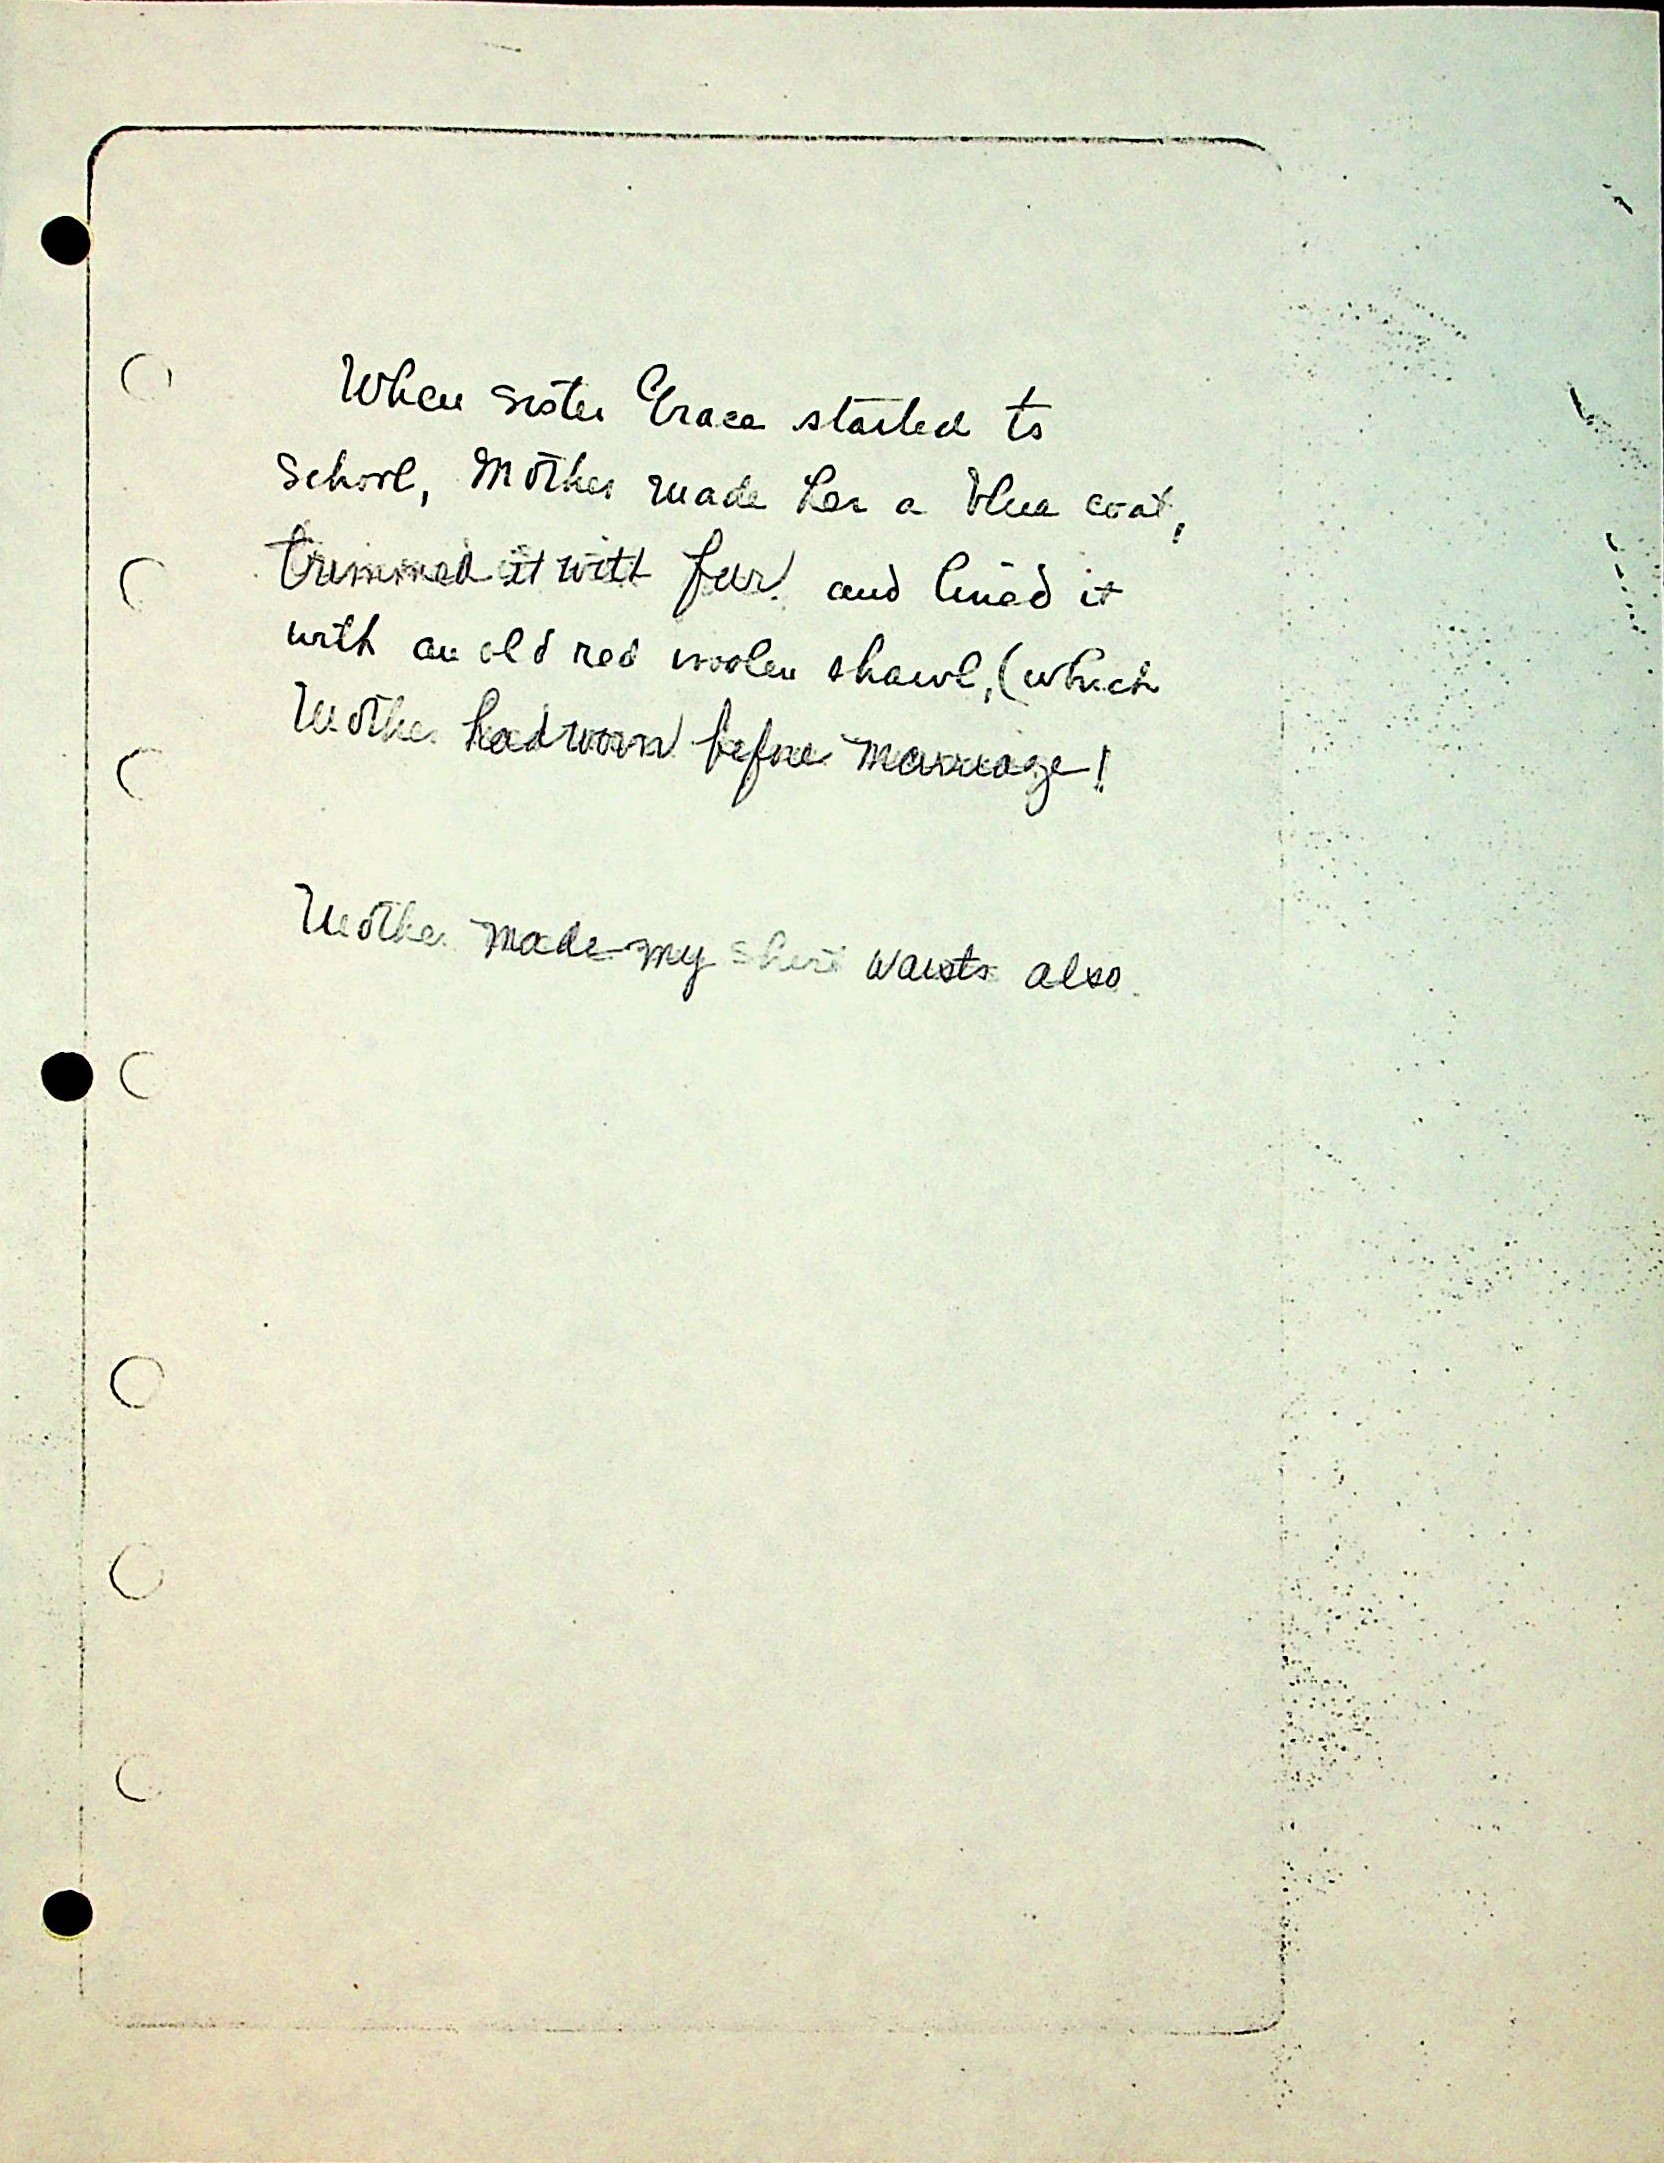 When sister Grace started to
school, Mother made her a blue coat,
trimmed it with fur and lined it
with an old red woolen shawl, (which
Mother had worn before marriage!
Mother made my shirt waists also.